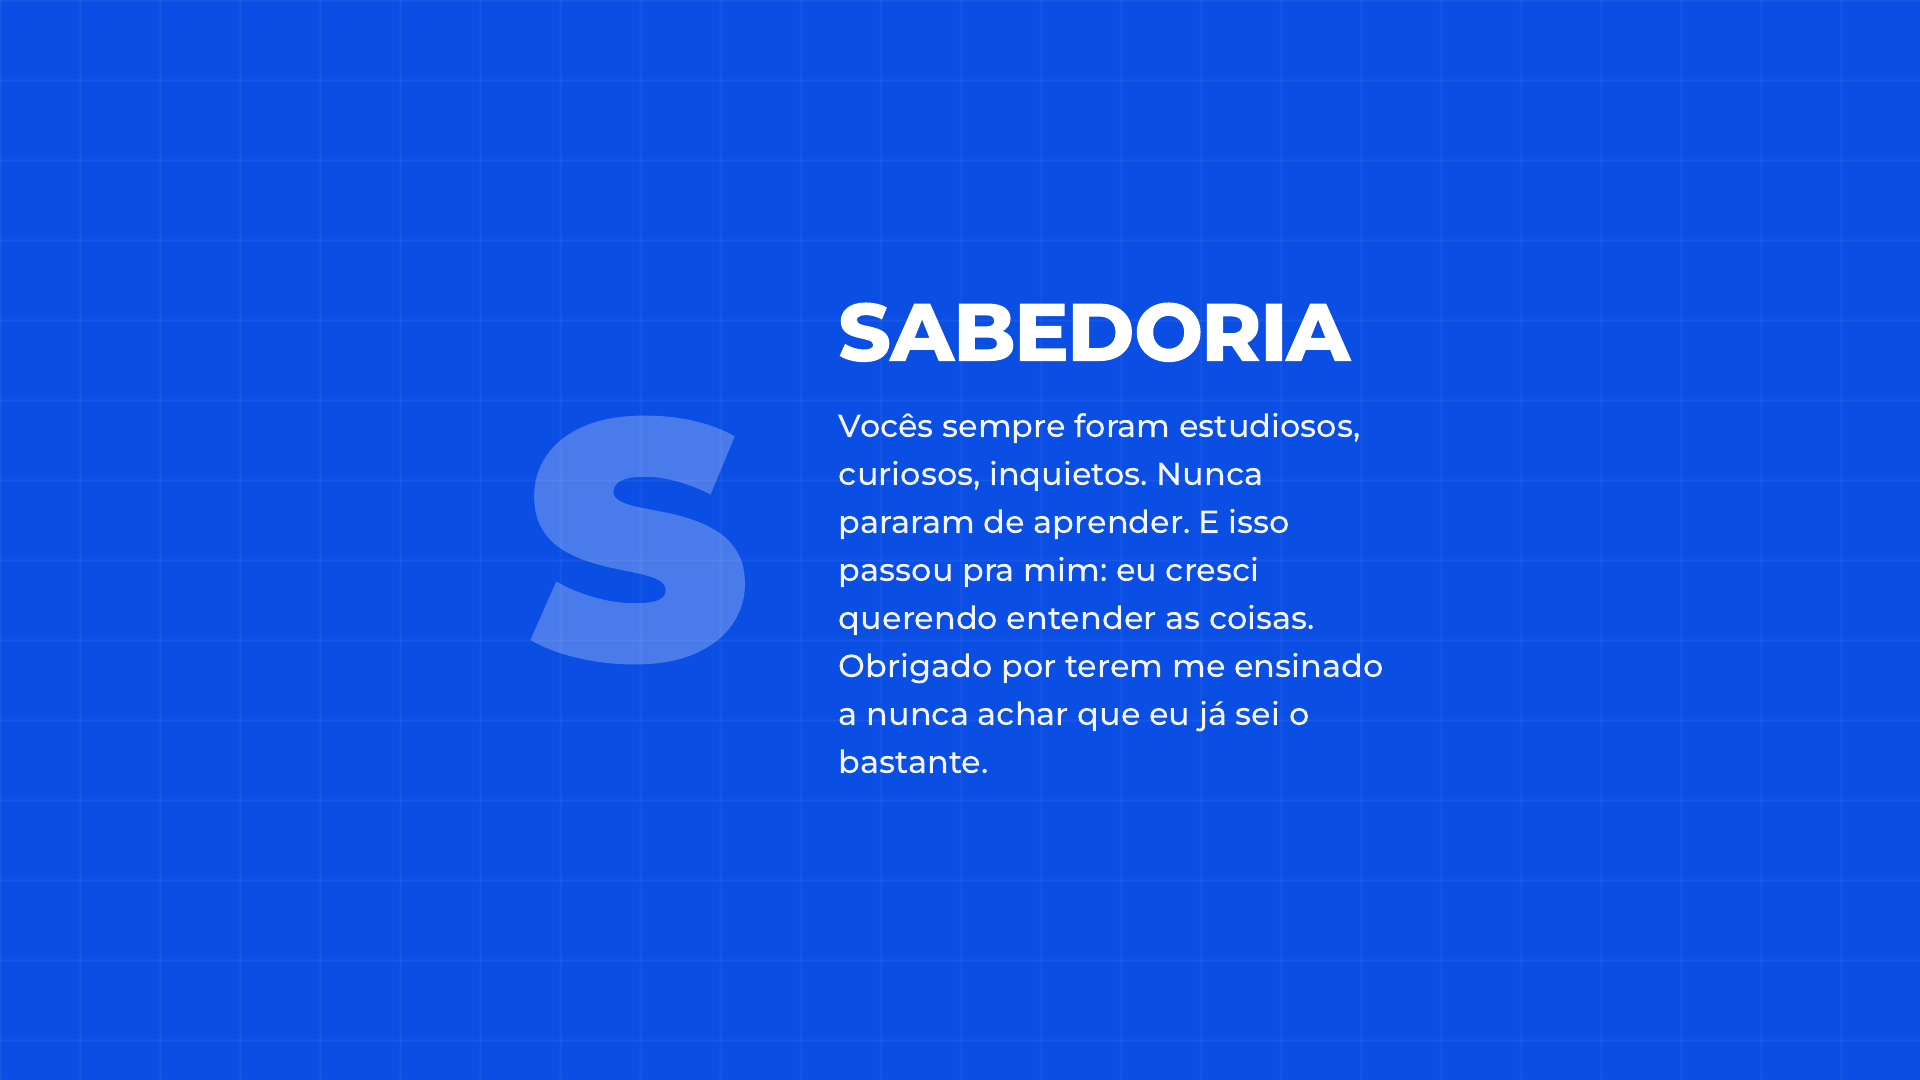 S
SABEDORIA
Vocês sempre foram estudiosos,
curiosos, inquietos. Nunca
pararam de aprender. E isso
passou pra mim: eu cresci
querendo entender as coisas.
Obrigado por terem me ensinado
a nunca achar que eu já sei o
bastante.